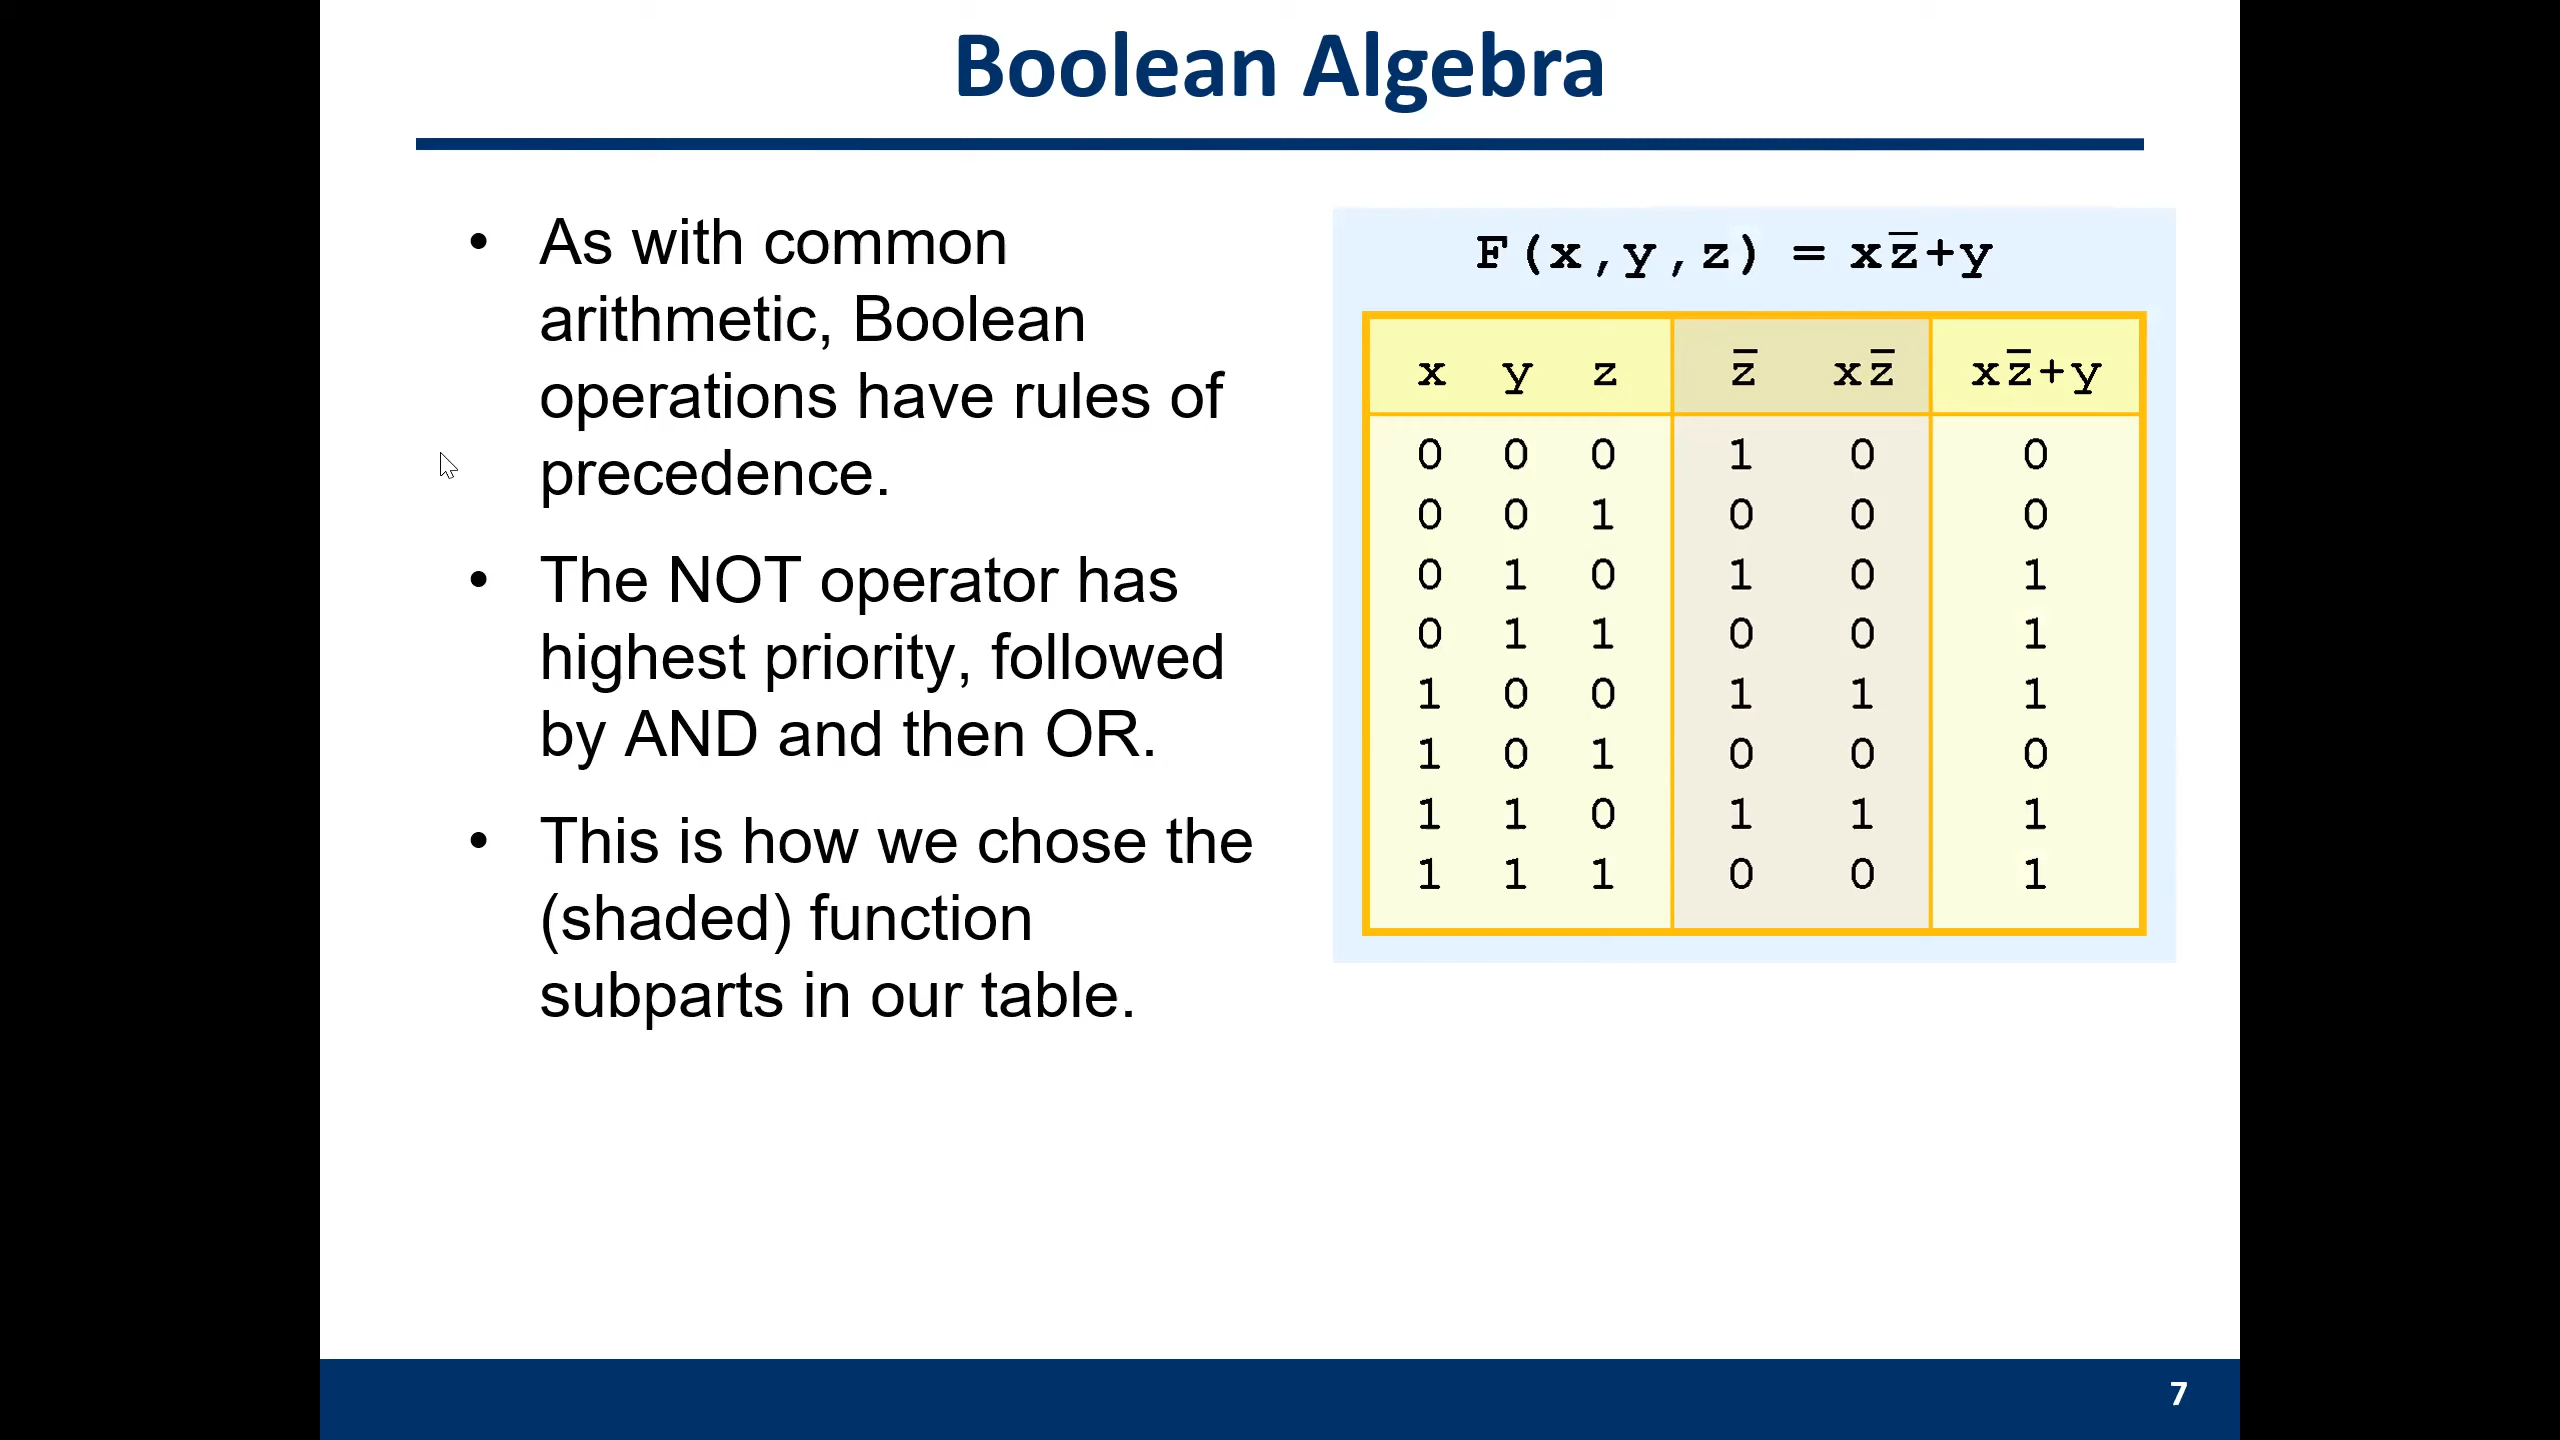 Boolean Algebra
• As with common
arithmetic, Boolean
operations have rules of
precedence.
• The NOT operator has
highest priority, followed
by AND and then OR.
• This is how we chose the
(shaded) function
subparts in our table.
F(x,y,z) = xz̅+y
x y z z̅ xz̅ xz̅+y
0 0 0 1 0 0
0 0 1 0 0 0
0 1 0 1 0 1
0 1 1 0 0 1
1 0 0 1 1 1
1 0 1 0 0 0
1 1 0 1 1 1
1 1 1 0 0 1
7